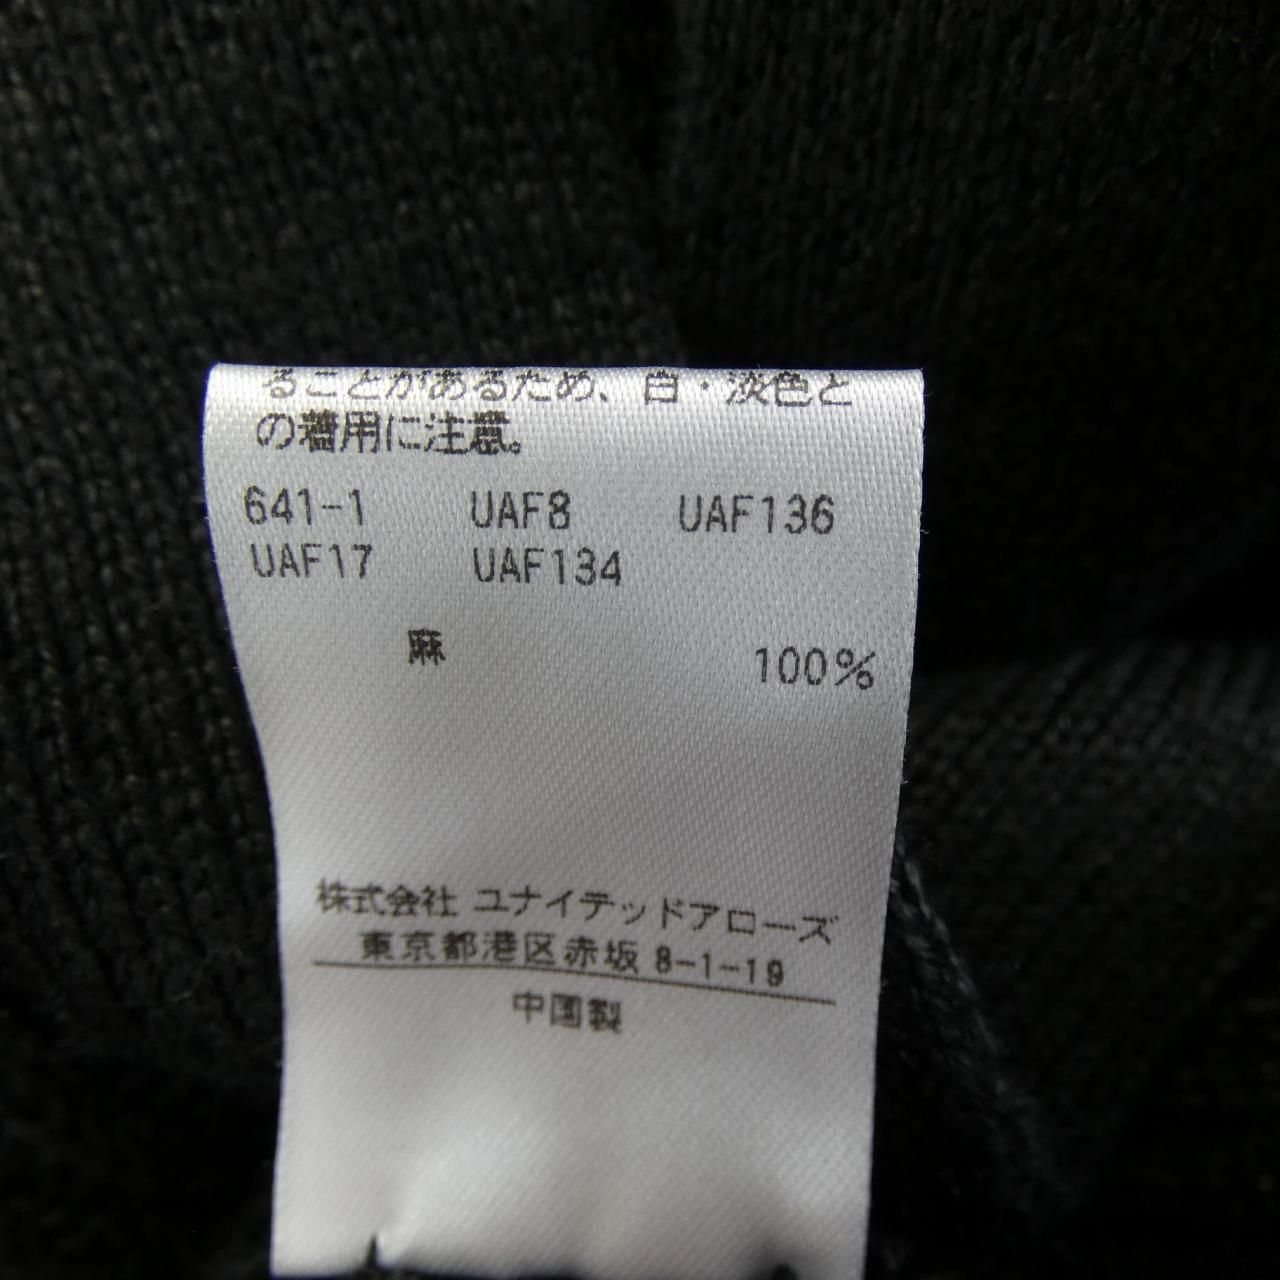 ることがあるため、白・淡色と
の着用に注意。
641-1 UAF8 UAF136
UAF17 UAF134
麻 100%
株式会社 ユナイテッドアローズ
東京都港区赤坂 8-1-19
中国製